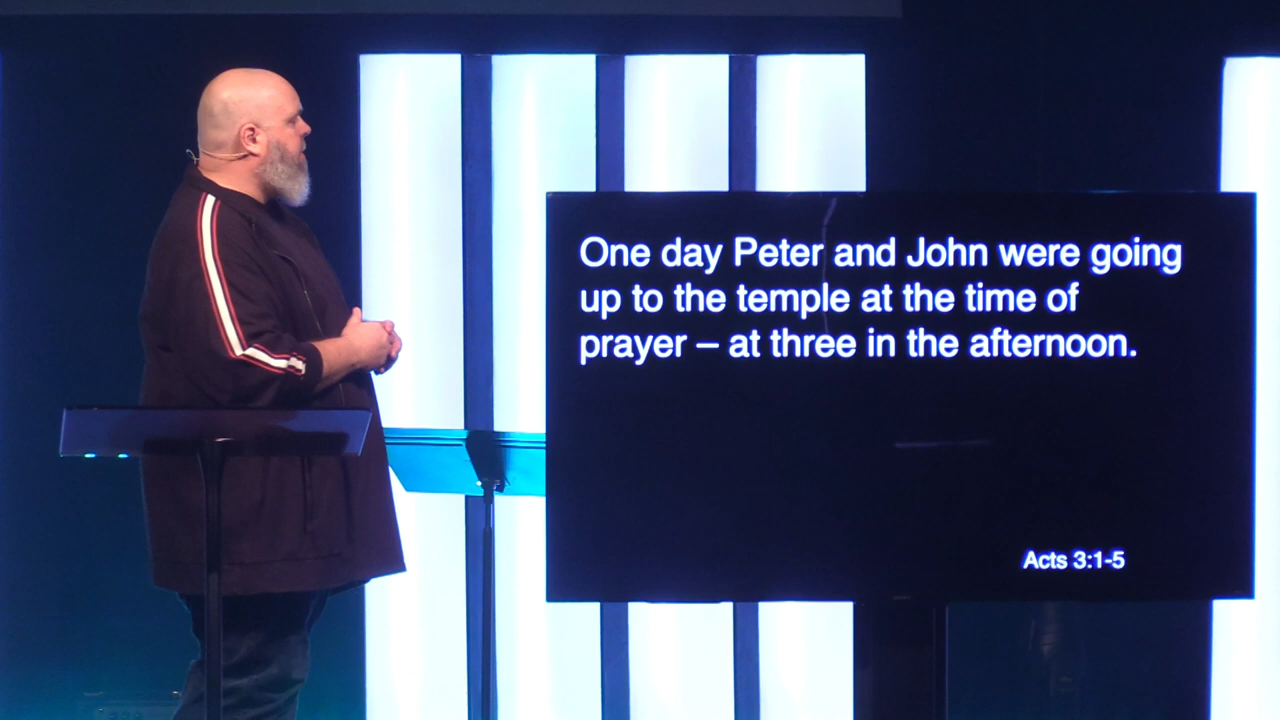 One day Peter and John were going
up to the temple at the time of
prayer – at three in the afternoon.
Acts 3:1-5